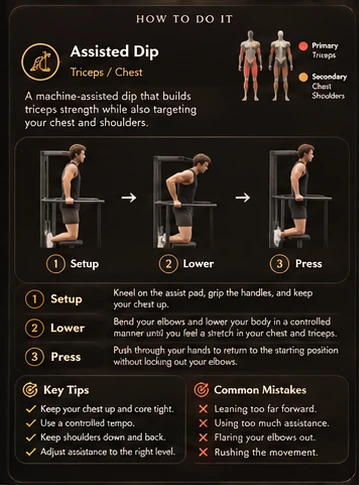 HOW TO DO IT
Assisted Dip
Triceps / Chest
Primary
Triceps
Secondary
Chest
Shoulders
A machine-assisted dip that builds
triceps strength while also targeting
your chest and shoulders.
1 Setup
2 Lower
3 Press
1 Setup
Kneel on the assist pad, grip the handles, and keep
your chest up.
2 Lower
Bend your elbows and lower your body in a controlled
manner until you feel a stretch in your chest and triceps.
3 Press
Push through your hands to return to the starting position
without locking out your elbows.
Key Tips
Keep your chest up and core tight.
Use a controlled tempo.
Keep shoulders down and back.
Adjust assistance to the right level.
Common Mistakes
Leaning too far forward.
Using too much assistance.
Flaring your elbows out.
Rushing the movement.